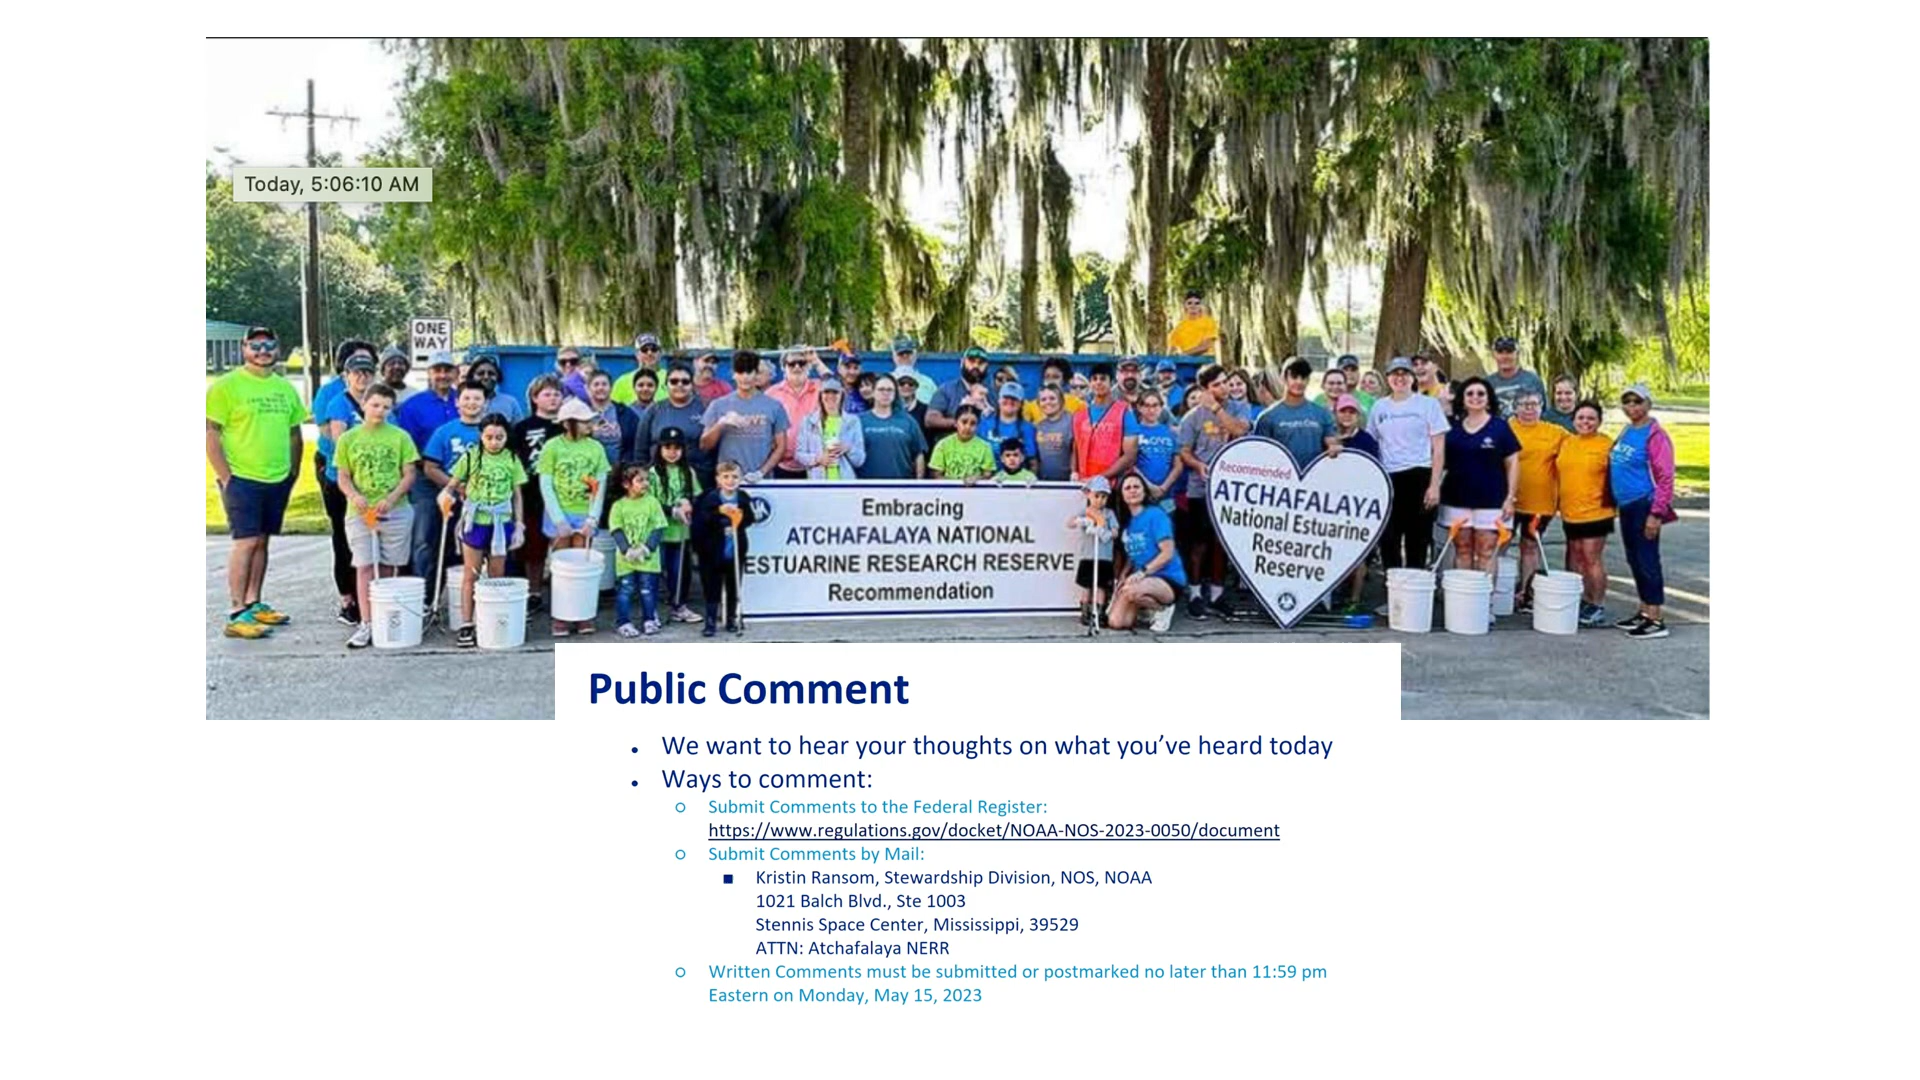 Today, 5:06:10 AM
ONE
WAY
Embracing
ATCHAFALAYA NATIONAL
ESTUARINE RESEARCH RESERVE
Recommendation
Recommended
ATCHAFALAYA
National Estuarine
Research
Reserve
Public Comment
• We want to hear your thoughts on what you’ve heard today
• Ways to comment:
○ Submit Comments to the Federal Register:
https://www.regulations.gov/docket/NOAA-NOS-2023-0050/document
○ Submit Comments by Mail:
■ Kristin Ransom, Stewardship Division, NOS, NOAA
1021 Balch Blvd., Ste 1003
Stennis Space Center, Mississippi, 39529
ATTN: Atchafalaya NERR
○ Written Comments must be submitted or postmarked no later than 11:59 pm
Eastern on Monday, May 15, 2023